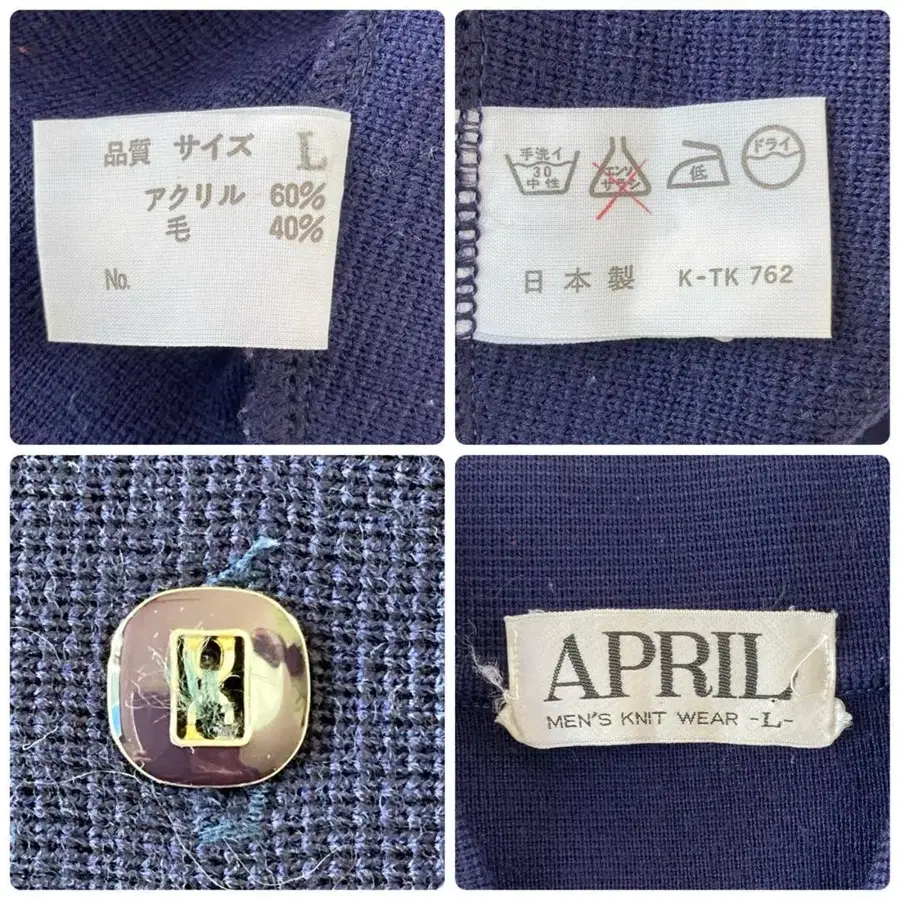 品質 サイズ L
アクリル 60%
毛 40%
No.
手洗イ
30
中性
エンソ
サラシ
低
ドライ
日本製 K-TK 762
APRIL
MEN'S KNIT WEAR -L-